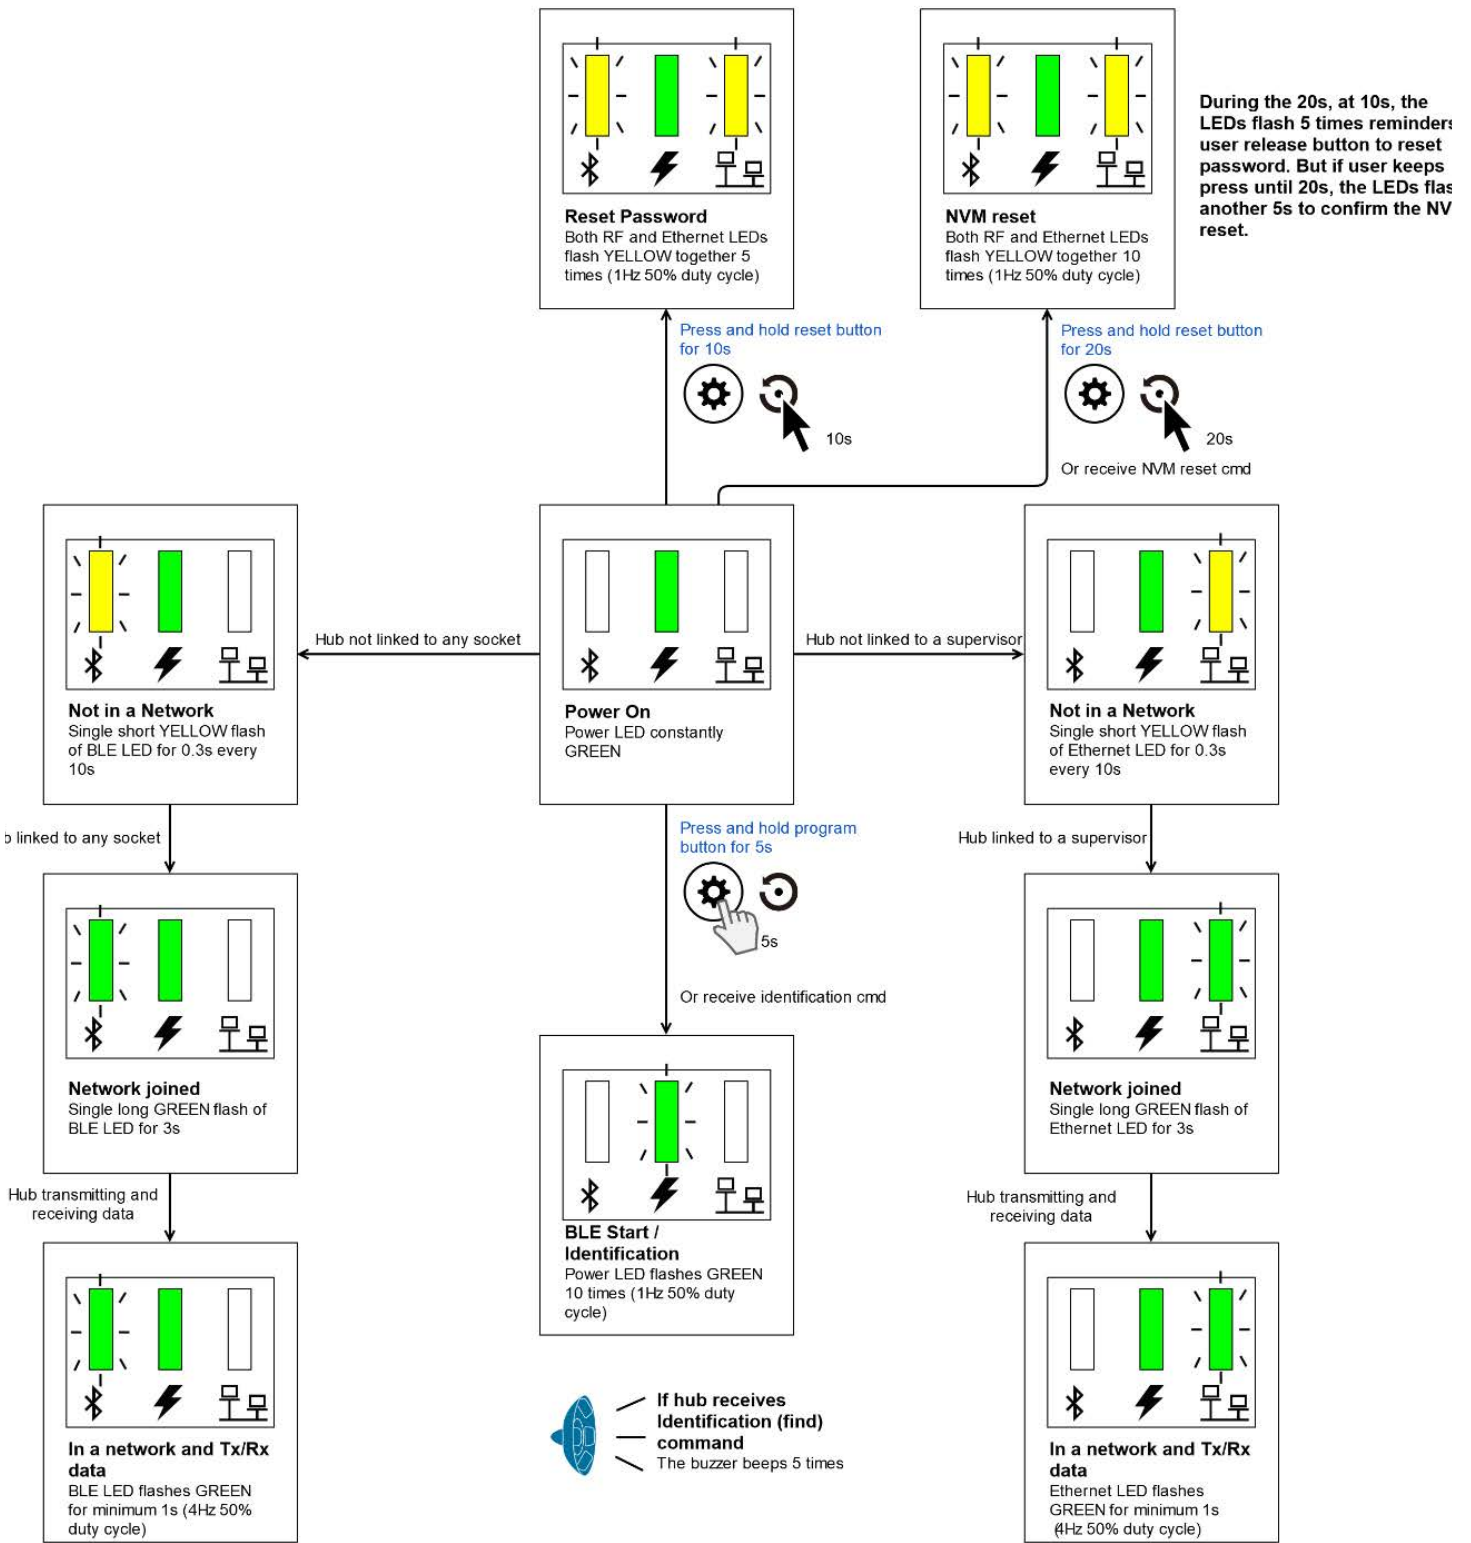 Reset Password
Both RF and Ethernet LEDs
flash YELLOW together 5
times (1Hz 50% duty cycle)
NVM reset
Both RF and Ethernet LEDs
flash YELLOW together 10
times (1Hz 50% duty cycle)
During the 20s, at 10s, the
LEDs flash 5 times reminders
user release button to reset
password. But if user keeps
press until 20s, the LEDs flas
another 5s to confirm the NV
reset.
Press and hold reset button
for 10s
10s
Press and hold reset button
for 20s
20s
Or receive NVM reset cmd
Not in a Network
Single short YELLOW flash
of BLE LED for 0.3s every
10s
Hub not linked to any socket
Power On
Power LED constantly
GREEN
Hub not linked to a supervisor
Not in a Network
Single short YELLOW flash
of Ethernet LED for 0.3s
every 10s
linked to any socket
Press and hold program
button for 5s
5s
Or receive identification cmd
Hub linked to a supervisor
Network joined
Single long GREEN flash of
BLE LED for 3s
Network joined
Single long GREEN flash of
Ethernet LED for 3s
Hub transmitting and
receiving data
BLE Start /
Identification
Power LED flashes GREEN
10 times (1Hz 50% duty
cycle)
Hub transmitting and
receiving data
In a network and Tx/Rx
data
BLE LED flashes GREEN
for minimum 1s (4Hz 50%
duty cycle)
If hub receives
Identification (find)
command
The buzzer beeps 5 times
In a network and Tx/Rx
data
Ethernet LED flashes
GREEN for minimum 1s
(4Hz 50% duty cycle)